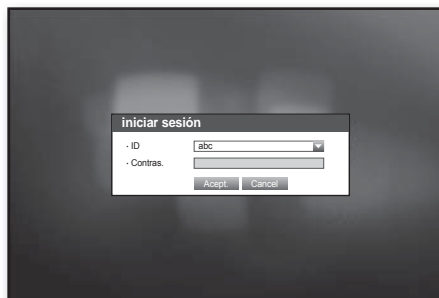 iniciar sesión
- ID abc
- Contras.
Acept. Cancel